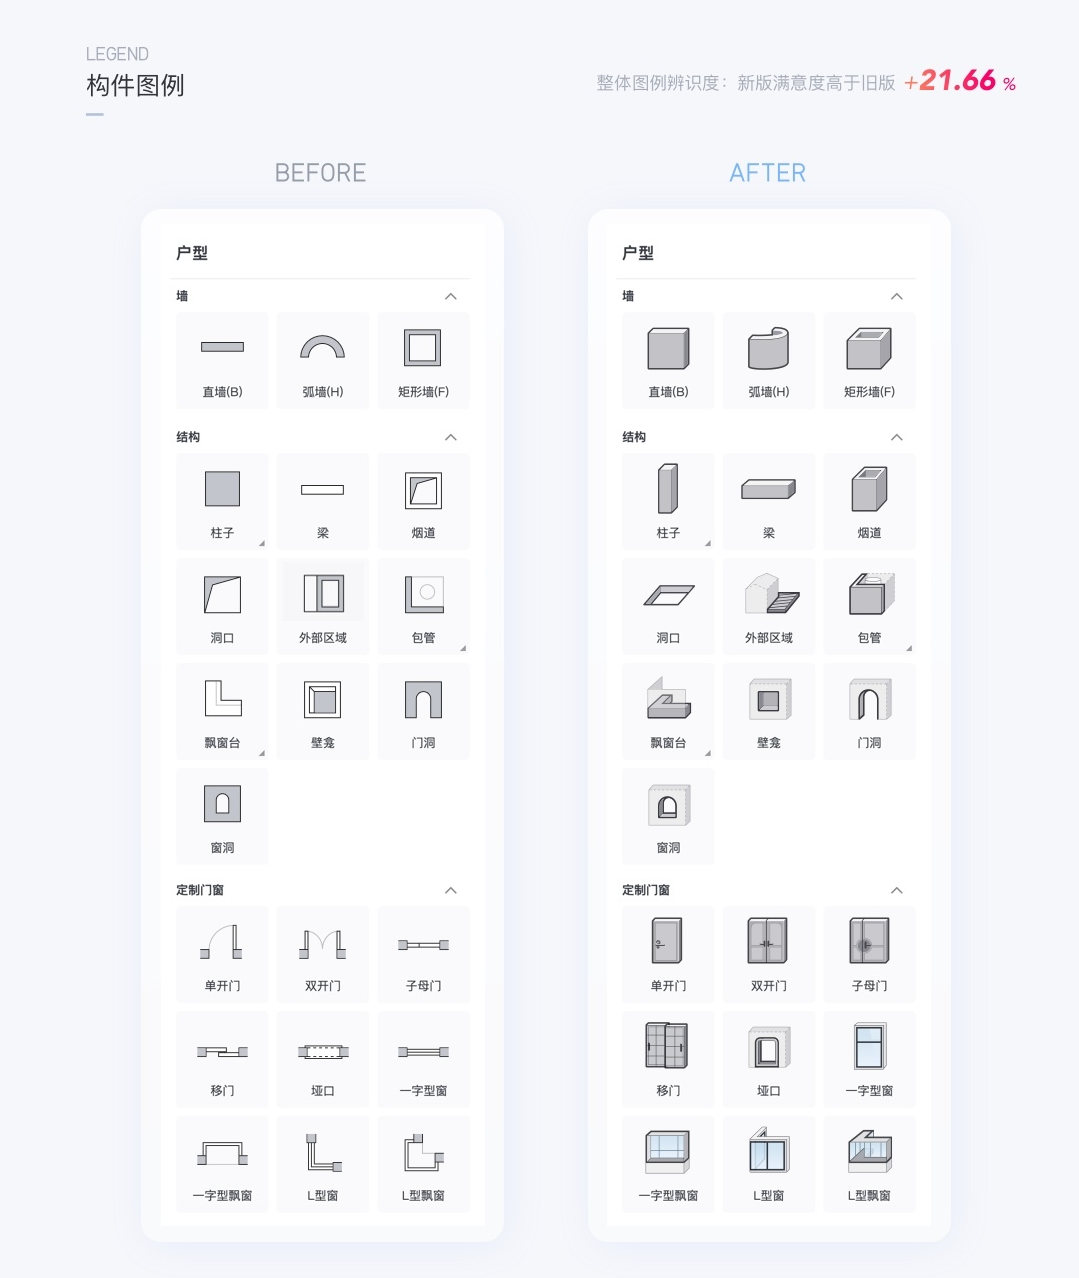 LEGEND
构件图例
整体图例辨识度：新版满意度高于旧版 +21.66 %
BEFORE
户型
墙
直墙(B) 弧墙(H) 矩形墙(F)
结构
柱子 梁 烟道
洞口 外部区域 包管
飘窗台 壁龛 门洞
窗洞
定制门窗
单开门 双开门 子母门
移门 垭口 一字型窗
一字型飘窗 L型窗 L型飘窗
AFTER
户型
墙
直墙(B) 弧墙(H) 矩形墙(F)
结构
柱子 梁 烟道
洞口 外部区域 包管
飘窗台 壁龛 门洞
窗洞
定制门窗
单开门 双开门 子母门
移门 垭口 一字型窗
一字型飘窗 L型窗 L型飘窗